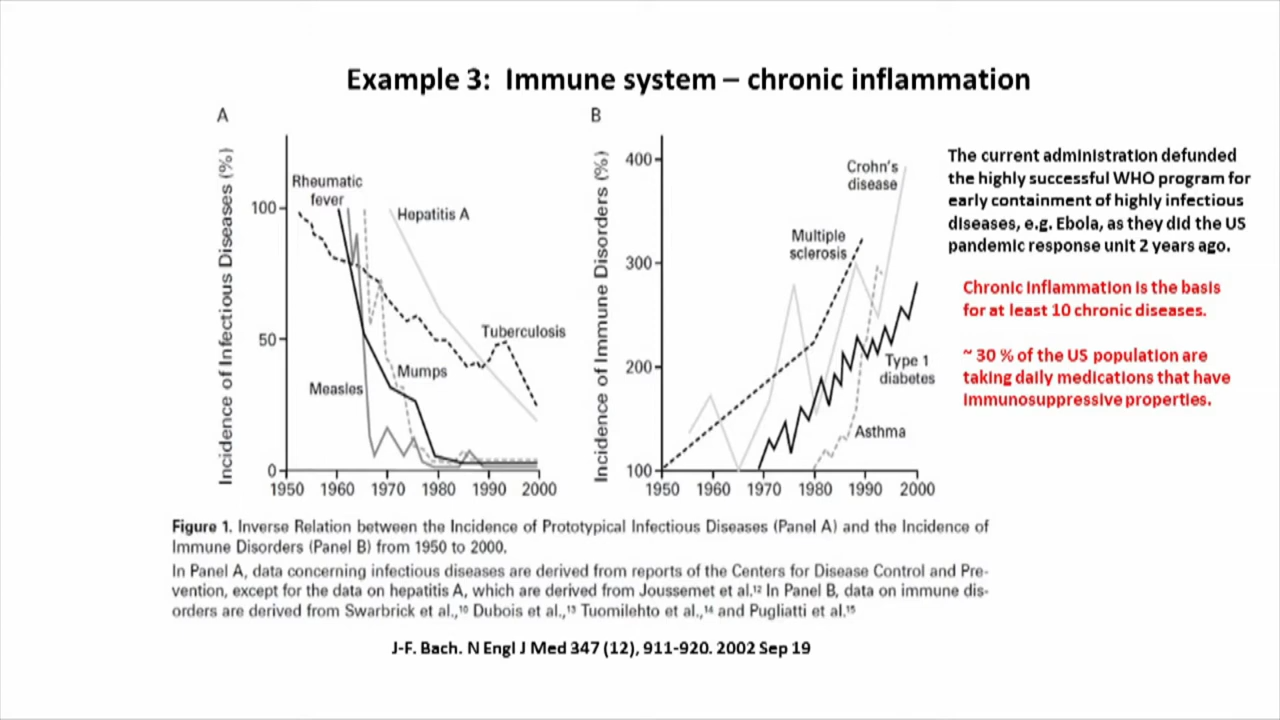 Example 3: Immune system – chronic inflammation
A
Incidence of Infectious Diseases (%)
100
50
0
1950 1960 1970 1980 1990 2000
Rheumatic
fever
Hepatitis A
Tuberculosis
Mumps
Measles
B
Incidence of Immune Disorders (%)
400
300
200
100
1950 1960 1970 1980 1990 2000
Crohn's
disease
Multiple
sclerosis
Type 1
diabetes
Asthma
The current administration defunded
the highly successful WHO program for
early containment of highly infectious
diseases, e.g. Ebola, as they did the US
pandemic response unit 2 years ago.
Chronic inflammation is the basis
for at least 10 chronic diseases.
~ 30 % of the US population are
taking daily medications that have
immunosuppressive properties.
Figure 1. Inverse Relation between the Incidence of Prototypical Infectious Diseases (Panel A) and the Incidence of
Immune Disorders (Panel B) from 1950 to 2000.
In Panel A, data concerning infectious diseases are derived from reports of the Centers for Disease Control and Pre-
vention, except for the data on hepatitis A, which are derived from Joussemet et al.¹² In Panel B, data on immune dis-
orders are derived from Swarbrick et al.,¹⁰ Dubois et al.,¹³ Tuomilehto et al.,¹⁴ and Pugliatti et al.¹⁵
J-F. Bach. N Engl J Med 347 (12), 911-920. 2002 Sep 19